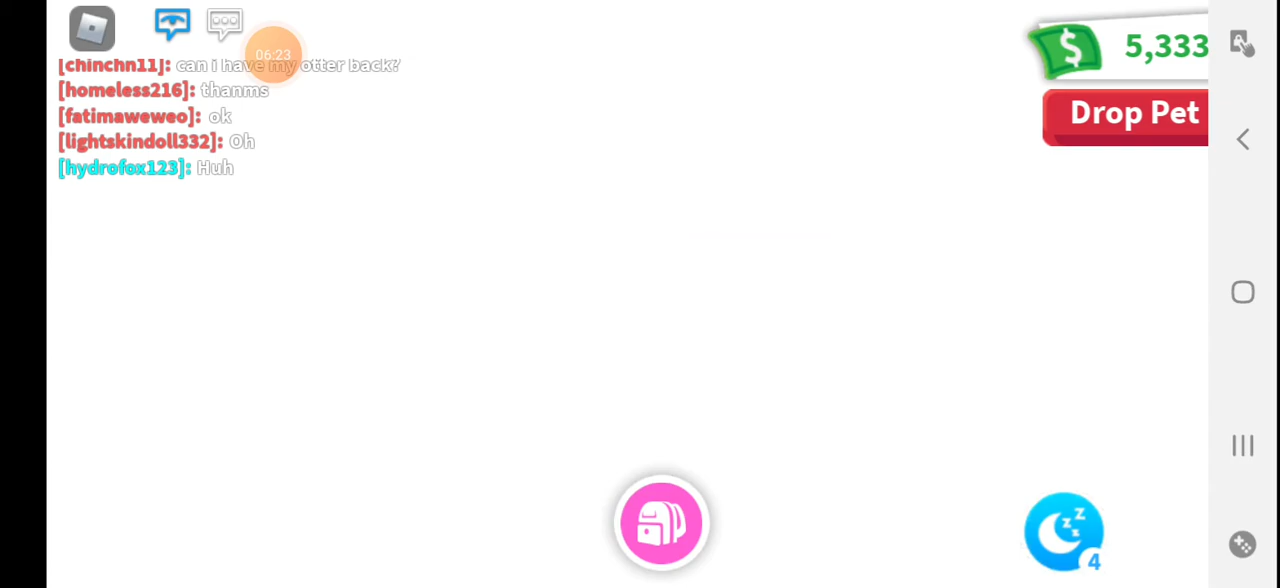 06:23
[chinchn11]: can i have my otter back?
[homeless216]: thanms
[fatimaweweo]: ok
[lightskindoll332]: Oh
[hydrofox123]: Huh
$ 5,333
Drop Pet
z z z
4